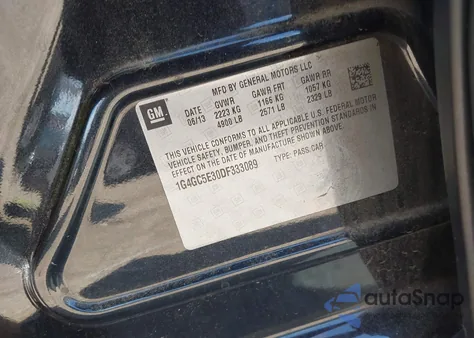 MFD BY GENERAL MOTORS LLC
GM
DATE GVWR GAWR FRT GAWR RR
06/13 2223 KG 1166 KG 1057 KG
4900 LB 2571 LB 2329 LB
THIS VEHICLE CONFORMS TO ALL APPLICABLE U.S. FEDERAL MOTOR
VEHICLE SAFETY, BUMPER, AND THEFT PREVENTION STANDARDS IN
EFFECT ON THE DATE OF MANUFACTURE SHOWN ABOVE.
1G4GC5E30DF333089 TYPE: PASS.CAR
autoSnap